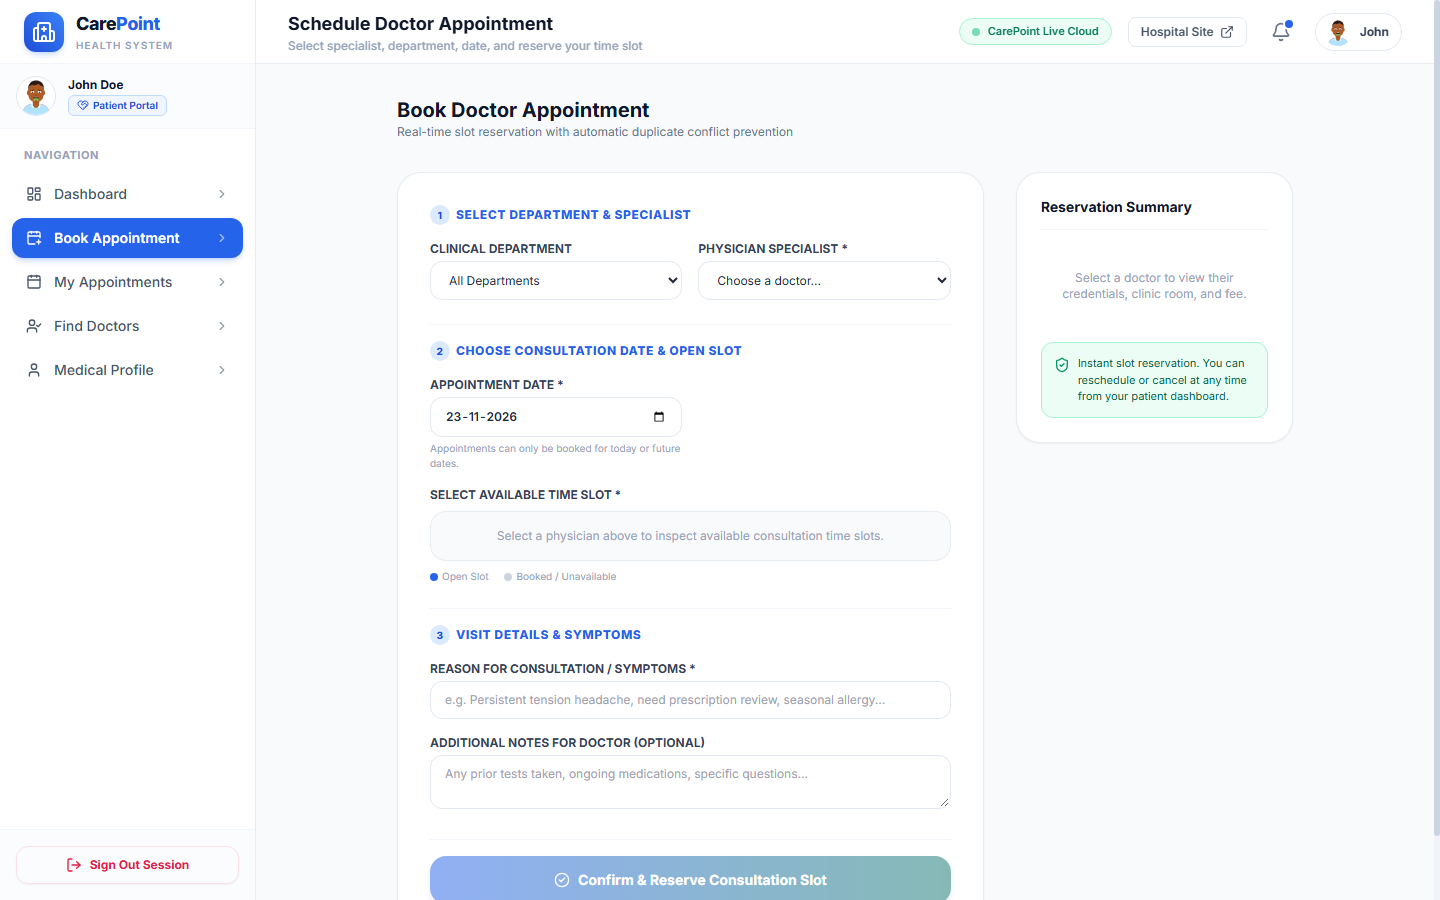 CarePoint
HEALTH SYSTEM
Schedule Doctor Appointment
Select specialist, department, date, and reserve your time slot
CarePoint Live Cloud
Hospital Site
John
John Doe
Patient Portal
NAVIGATION
Dashboard
Book Appointment
My Appointments
Find Doctors
Medical Profile
Sign Out Session
Book Doctor Appointment
Real-time slot reservation with automatic duplicate conflict prevention
1 SELECT DEPARTMENT & SPECIALIST
CLINICAL DEPARTMENT
All Departments
PHYSICIAN SPECIALIST *
Choose a doctor...
2 CHOOSE CONSULTATION DATE & OPEN SLOT
APPOINTMENT DATE *
23-11-2026
Appointments can only be booked for today or future
dates.
SELECT AVAILABLE TIME SLOT *
Select a physician above to inspect available consultation time slots.
Open Slot
Booked / Unavailable
3 VISIT DETAILS & SYMPTOMS
REASON FOR CONSULTATION / SYMPTOMS *
e.g. Persistent tension headache, need prescription review, seasonal allergy...
ADDITIONAL NOTES FOR DOCTOR (OPTIONAL)
Any prior tests taken, ongoing medications, specific questions...
Confirm & Reserve Consultation Slot
Reservation Summary
Select a doctor to view their
credentials, clinic room, and fee.
Instant slot reservation. You can
reschedule or cancel at any time
from your patient dashboard.